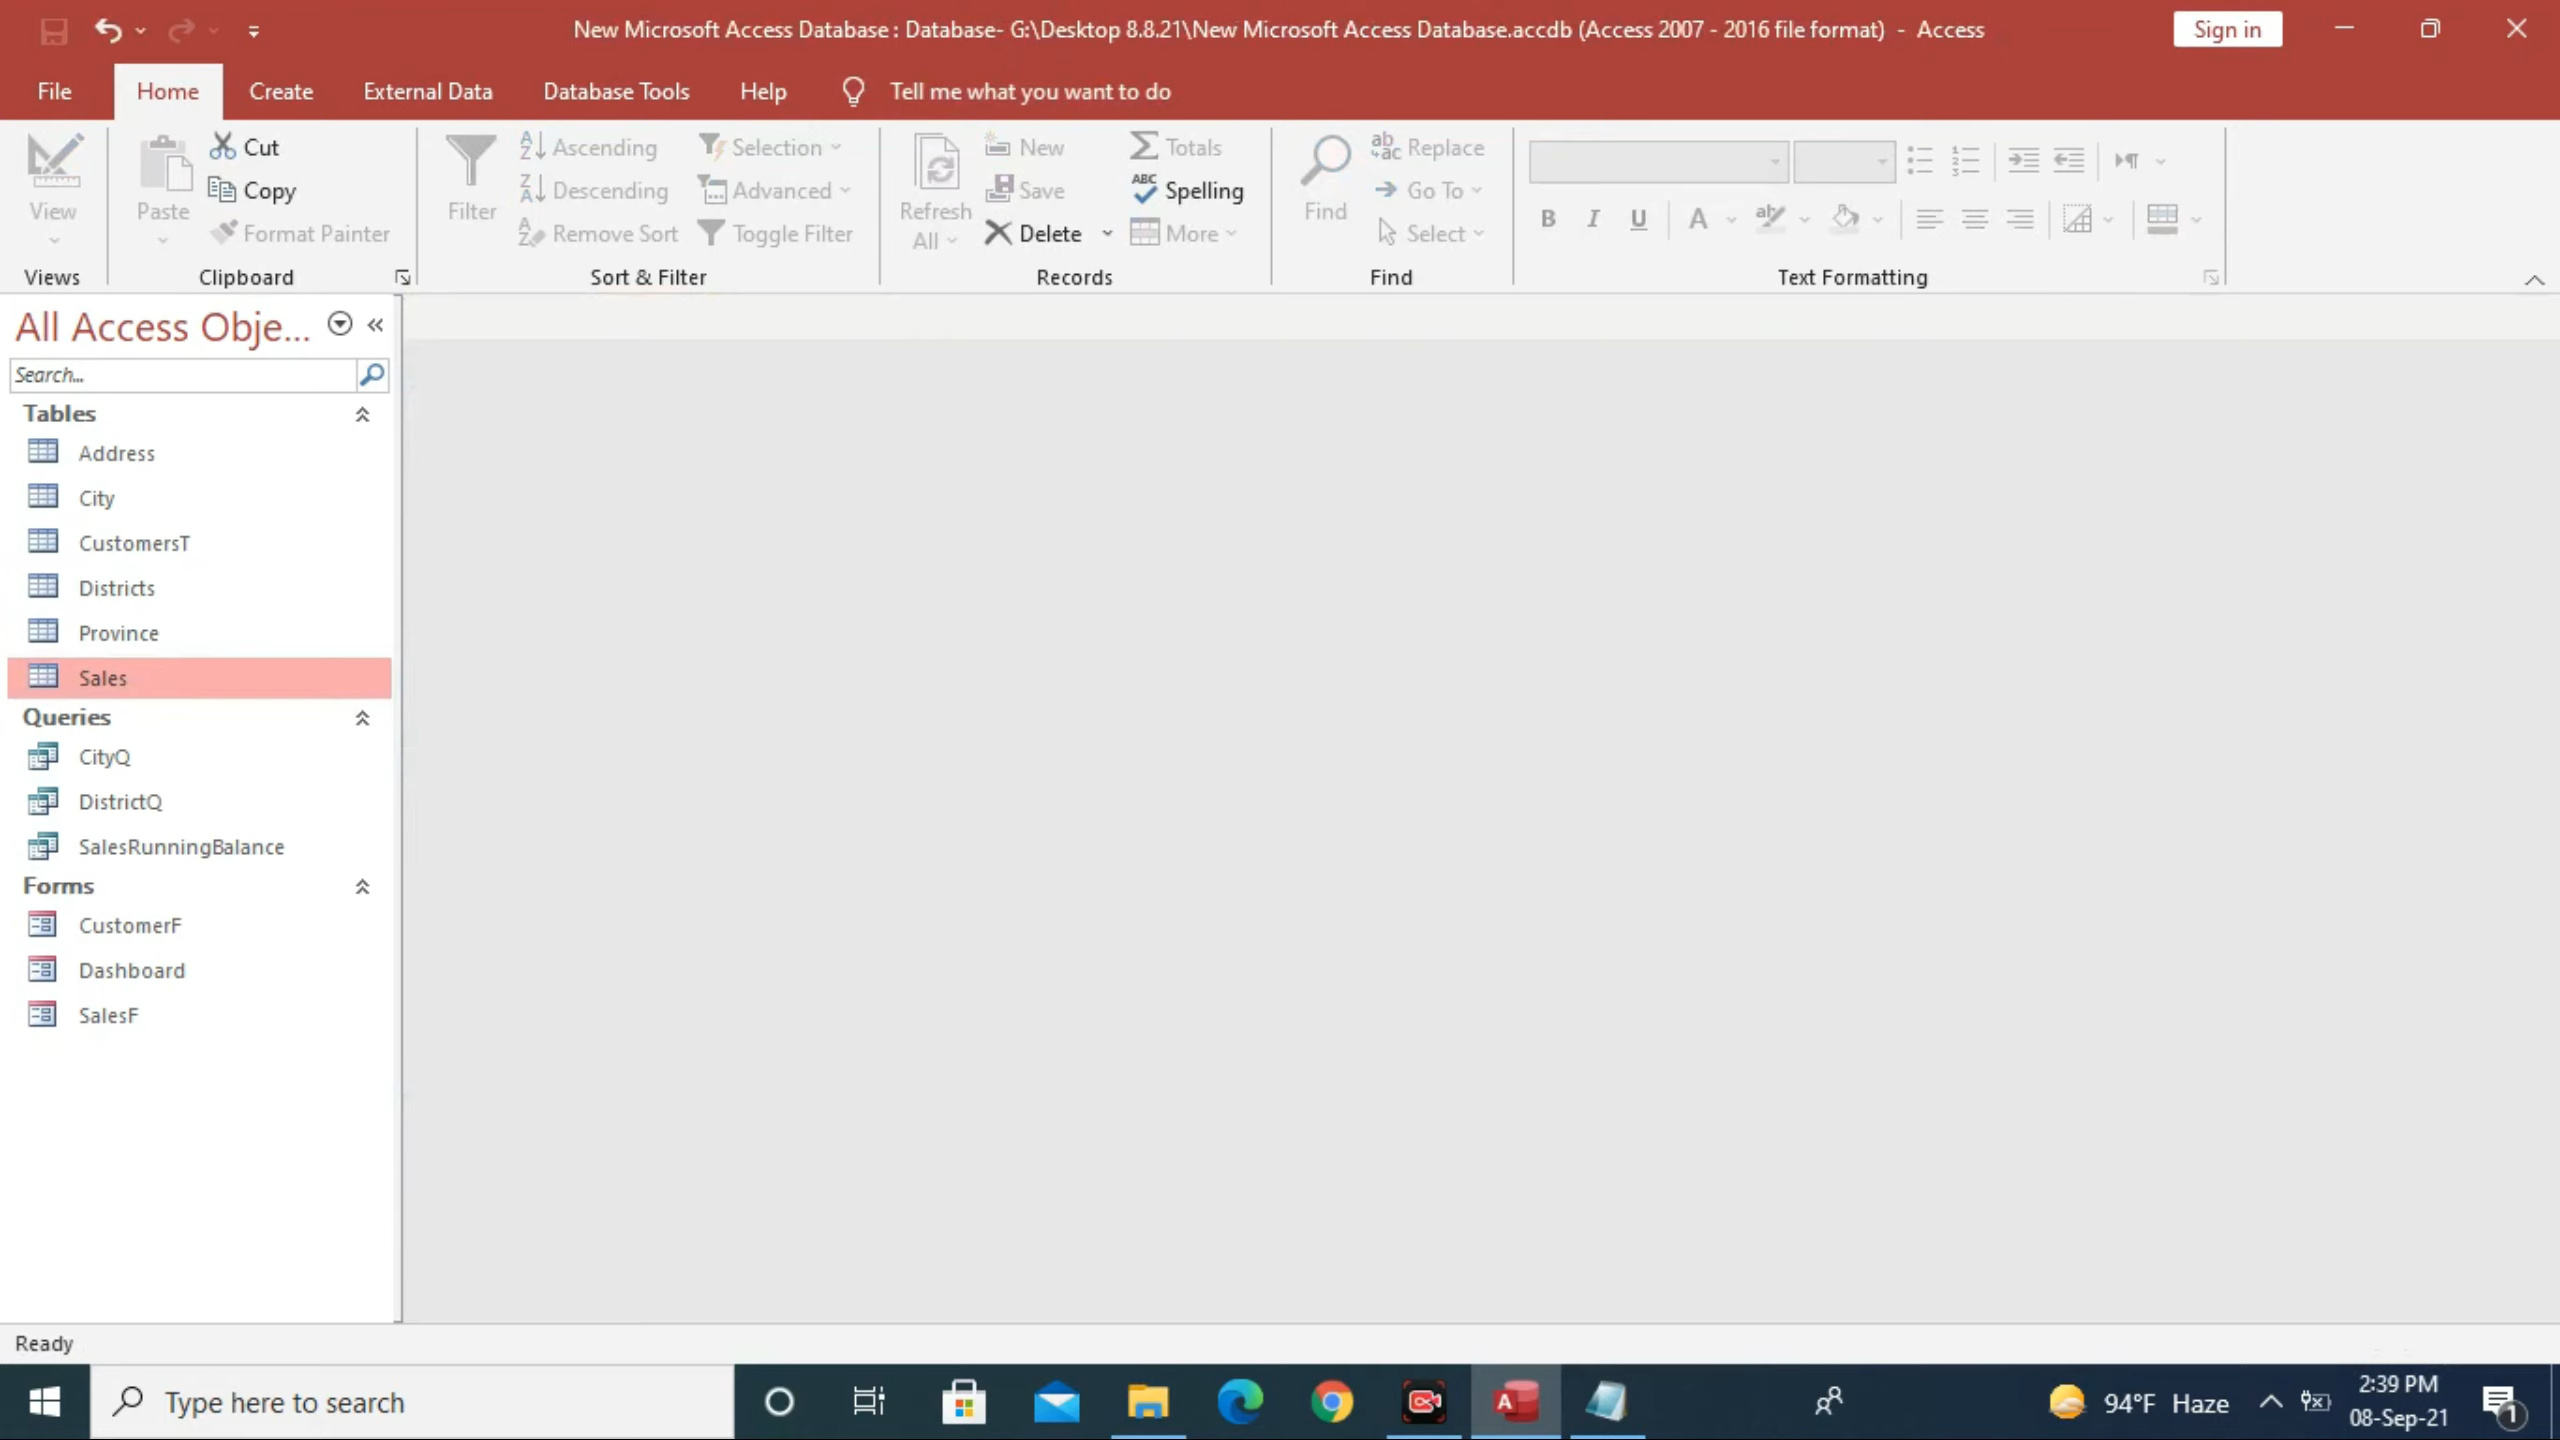 New Microsoft Access Database : Database- G:\Desktop 8.8.21\New Microsoft Access Database.accdb (Access 2007 - 2016 file format) - Access
Sign in
File Home Create External Data Database Tools Help Tell me what you want to do
View
Views
Paste
Cut
Copy
Format Painter
Clipboard
Filter
Ascending
Descending
Remove Sort
Selection
Advanced
Toggle Filter
Sort & Filter
Refresh
All
New
Save
Delete
Totals
Spelling
More
Records
Find
Replace
Go To
Select
Find
B I U A
Text Formatting
All Access Obje...
Search...
Tables
Address
City
CustomersT
Districts
Province
Sales
Queries
CityQ
DistrictQ
SalesRunningBalance
Forms
CustomerF
Dashboard
SalesF
Ready
Type here to search
94°F Haze
2:39 PM
08-Sep-21
1